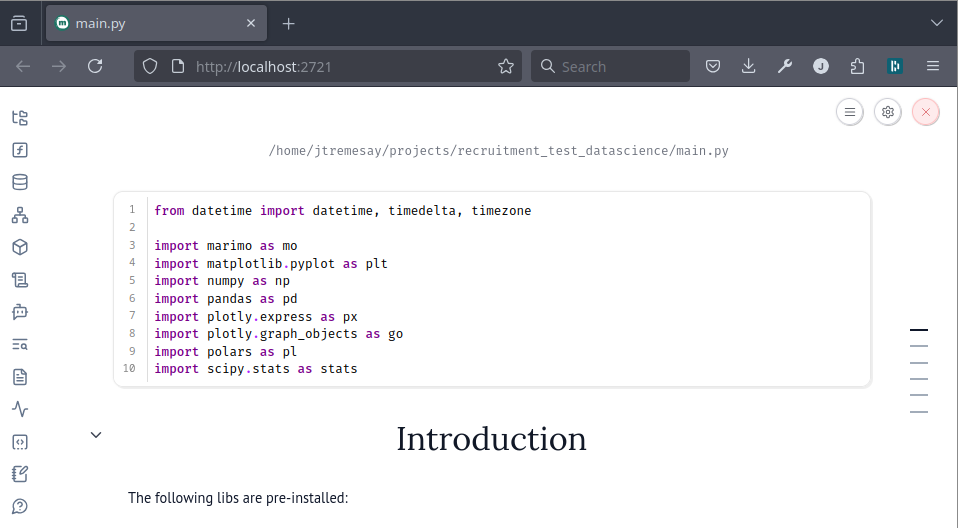 main.py
http://localhost:2721
Search
J
/home/jtremesay/projects/recruitment_test_datascience/main.py
1 from datetime import datetime, timedelta, timezone
2
3 import marimo as mo
4 import matplotlib.pyplot as plt
5 import numpy as np
6 import pandas as pd
7 import plotly.express as px
8 import plotly.graph_objects as go
9 import polars as pl
10 import scipy.stats as stats
Introduction
The following libs are pre-installed: